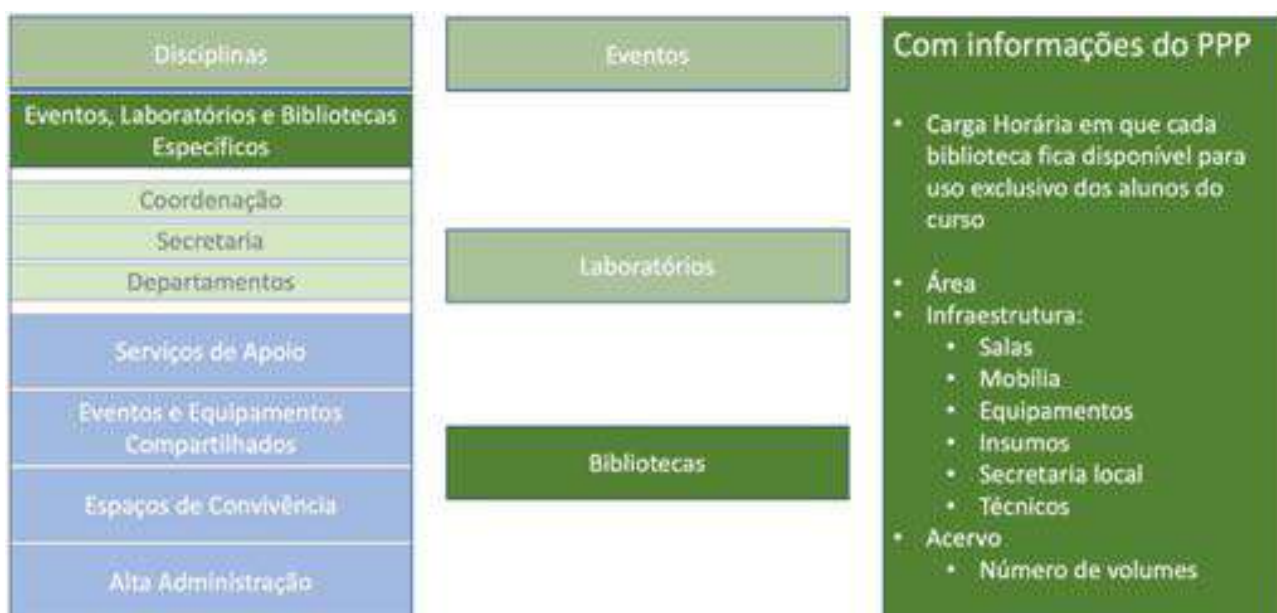 Disciplinas
Eventos, Laboratórios e Bibliotecas
Específicos
Coordenação
Secretaria
Departamentos
Serviços de Apoio
Eventos e Equipamentos
Compartilhados
Espaços de Convivência
Alta Administração
Eventos
Laboratórios
Bibliotecas
Com informações do PPP
• Carga Horária em que cada
biblioteca fica disponível para
uso exclusivo dos alunos do
curso
• Área
• Infraestrutura:
• Salas
• Mobília
• Equipamentos
• Insumos
• Secretaria local
• Técnicos
• Acervo
• Número de volumes